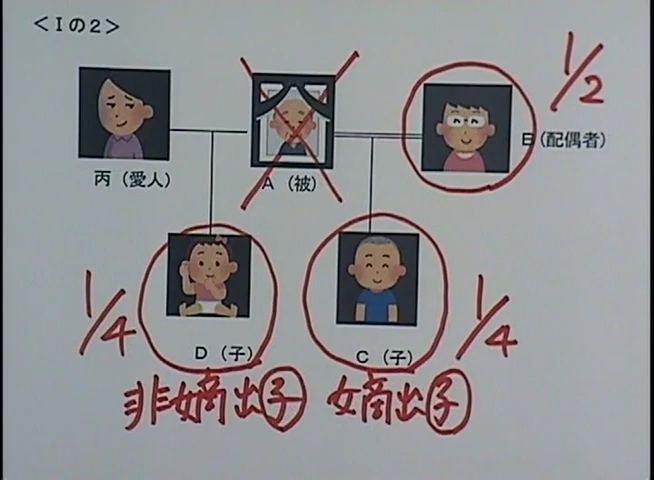 <Ⅰの2>
1/2
丙（愛人）
A（被）
B（配偶者）
1/4
D（子）
C（子）
1/4
非嫡出子
嫡出子